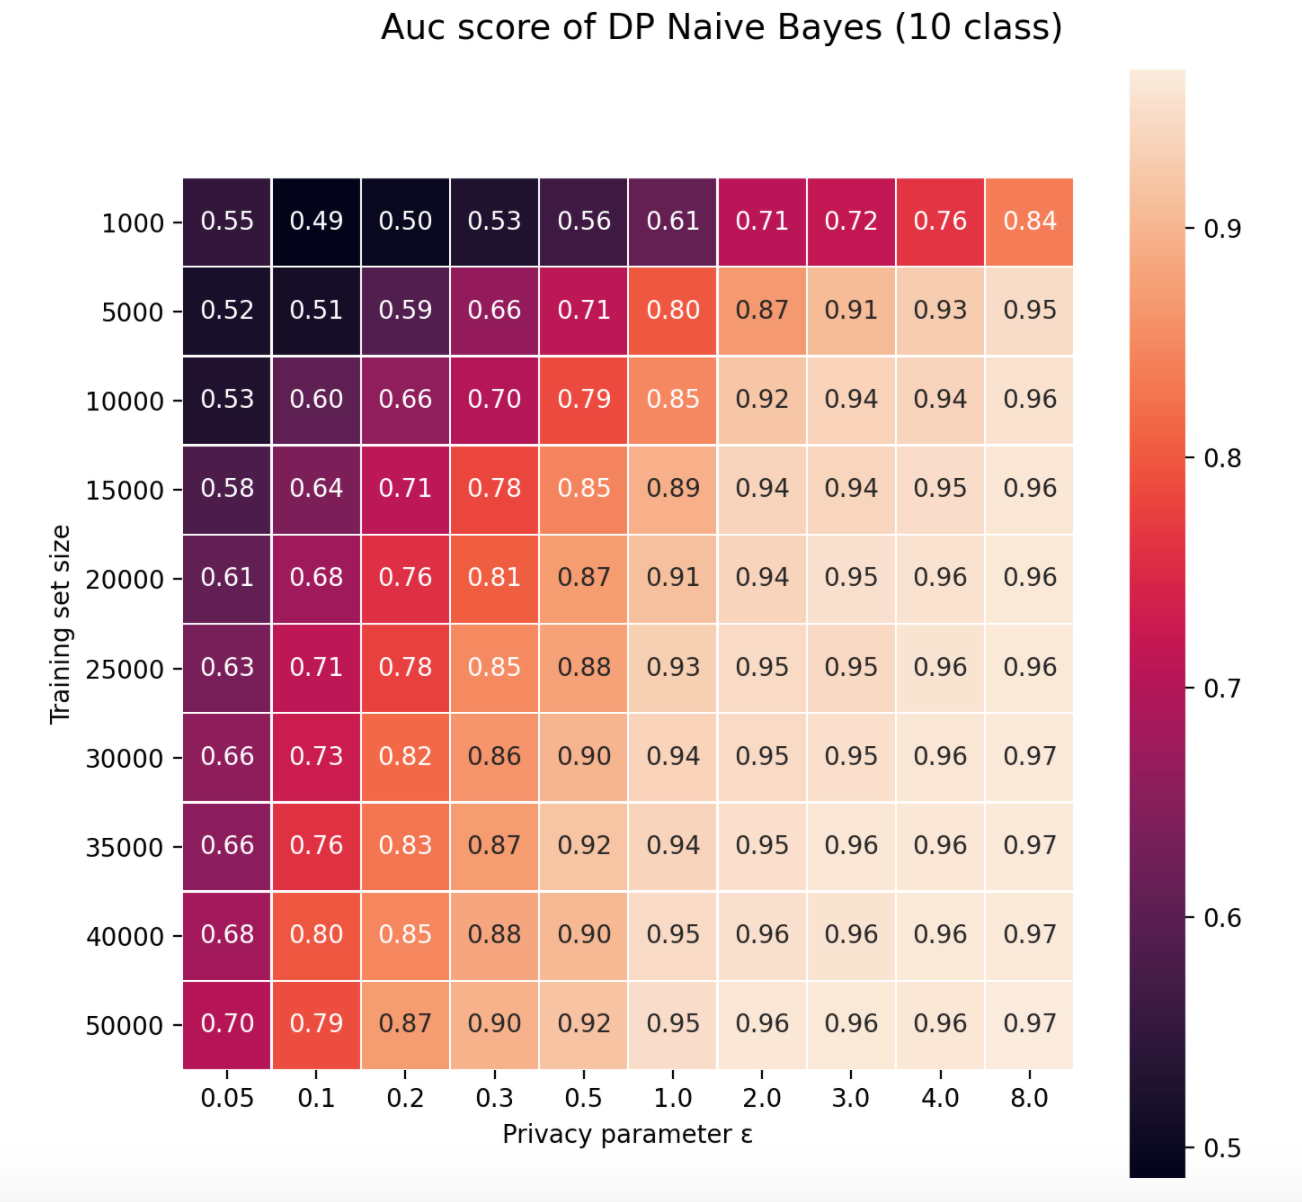 Auc score of DP Naive Bayes (10 class)
1000 0.55 0.49 0.50 0.53 0.56 0.61 0.71 0.72 0.76 0.84
5000 0.52 0.51 0.59 0.66 0.71 0.80 0.87 0.91 0.93 0.95
10000 0.53 0.60 0.66 0.70 0.79 0.85 0.92 0.94 0.94 0.96
15000 0.58 0.64 0.71 0.78 0.85 0.89 0.94 0.94 0.95 0.96
20000 0.61 0.68 0.76 0.81 0.87 0.91 0.94 0.95 0.96 0.96
25000 0.63 0.71 0.78 0.85 0.88 0.93 0.95 0.95 0.96 0.96
30000 0.66 0.73 0.82 0.86 0.90 0.94 0.95 0.95 0.96 0.97
35000 0.66 0.76 0.83 0.87 0.92 0.94 0.95 0.96 0.96 0.97
40000 0.68 0.80 0.85 0.88 0.90 0.95 0.96 0.96 0.96 0.97
50000 0.70 0.79 0.87 0.90 0.92 0.95 0.96 0.96 0.96 0.97
0.05 0.1 0.2 0.3 0.5 1.0 2.0 3.0 4.0 8.0
Privacy parameter ε
Training set size
0.9
0.8
0.7
0.6
0.5